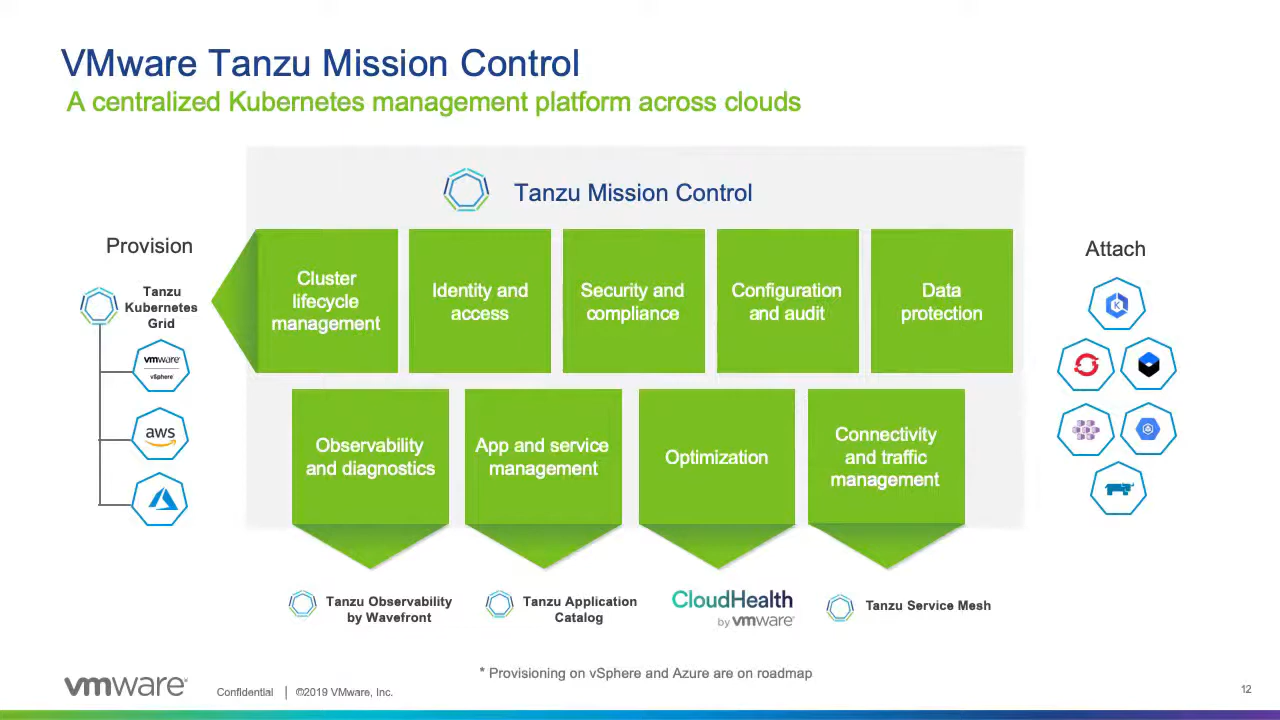 VMware Tanzu Mission Control
A centralized Kubernetes management platform across clouds
Tanzu Mission Control
Provision
Tanzu
Kubernetes
Grid
vmware®
vSphere®
aws
Cluster
lifecycle
management
Identity and
access
Security and
compliance
Configuration
and audit
Data
protection
Attach
K
Observability
and diagnostics
App and service
management
Optimization
Connectivity
and traffic
management
Tanzu Observability
by Wavefront
Tanzu Application
Catalog
CloudHealth
by vmware®
Tanzu Service Mesh
* Provisioning on vSphere and Azure are on roadmap
vmware®
Confidential | ©2019 VMware, Inc.
12